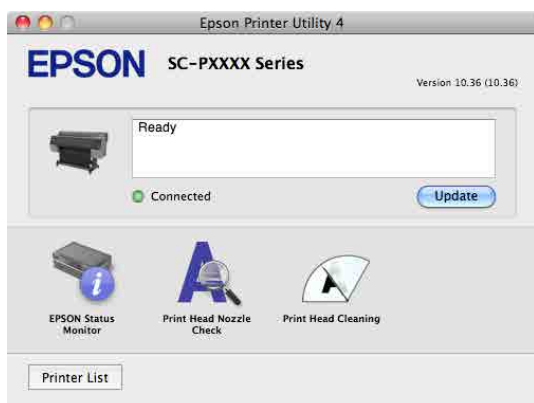 Epson Printer Utility 4
EPSON
SC-PXXXX Series
Version 10.36 (10.36)
Ready
Connected
Update
EPSON Status
Monitor
Print Head Nozzle
Check
Print Head Cleaning
Printer List